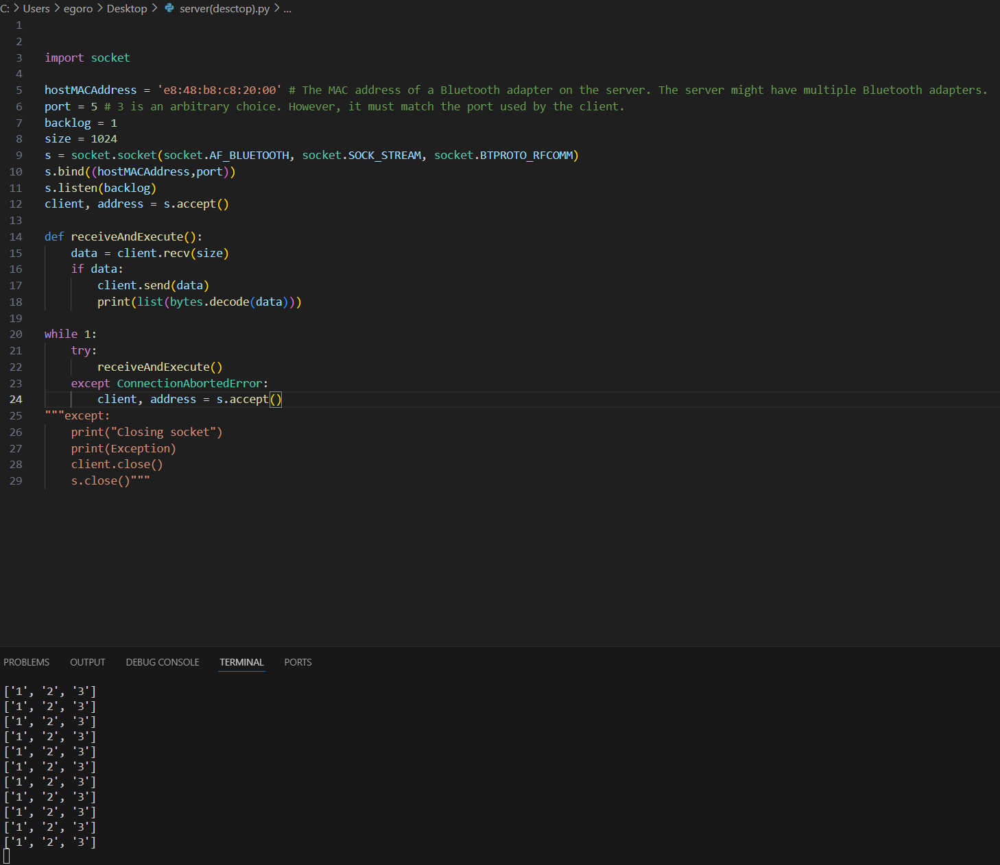 C: > Users > egoro > Desktop > server(desctop).py > ...
1
2
3 import socket
4
5 hostMACAddress = 'e8:48:b8:c8:20:00' # The MAC address of a Bluetooth adapter on the server. The server might have multiple Bluetooth adapters.
6 port = 5 # 3 is an arbitrary choice. However, it must match the port used by the client.
7 backlog = 1
8 size = 1024
9 s = socket.socket(socket.AF_BLUETOOTH, socket.SOCK_STREAM, socket.BTPROTO_RFCOMM)
10 s.bind((hostMACAddress,port))
11 s.listen(backlog)
12 client, address = s.accept()
13
14 def receiveAndExecute():
15     data = client.recv(size)
16     if data:
17         client.send(data)
18         print(list(bytes.decode(data)))
19
20 while 1:
21     try:
22         receiveAndExecute()
23     except ConnectionAbortedError:
24         client, address = s.accept()
25 """except:
26     print("Closing socket")
27     print(Exception)
28     client.close()
29     s.close()"""
PROBLEMS OUTPUT DEBUG CONSOLE TERMINAL PORTS
['1', '2', '3']
['1', '2', '3']
['1', '2', '3']
['1', '2', '3']
['1', '2', '3']
['1', '2', '3']
['1', '2', '3']
['1', '2', '3']
['1', '2', '3']
['1', '2', '3']
['1', '2', '3']